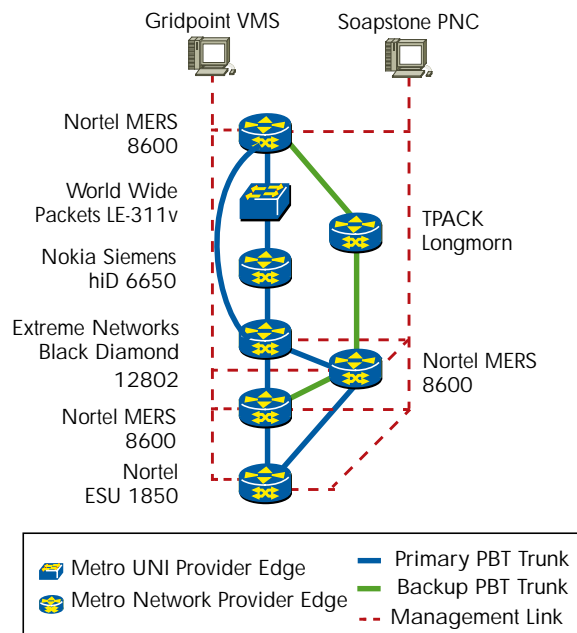 Gridpoint VMS
Soapstone PNC
Nortel MERS
8600
World Wide
Packets LE-311v
TPACK
Longmorn
Nokia Siemens
hiD 6650
Extreme Networks
Black Diamond
12802
Nortel MERS
8600
Nortel MERS
8600
Nortel
ESU 1850
Metro UNI Provider Edge
Metro Network Provider Edge
Primary PBT Trunk
Backup PBT Trunk
Management Link